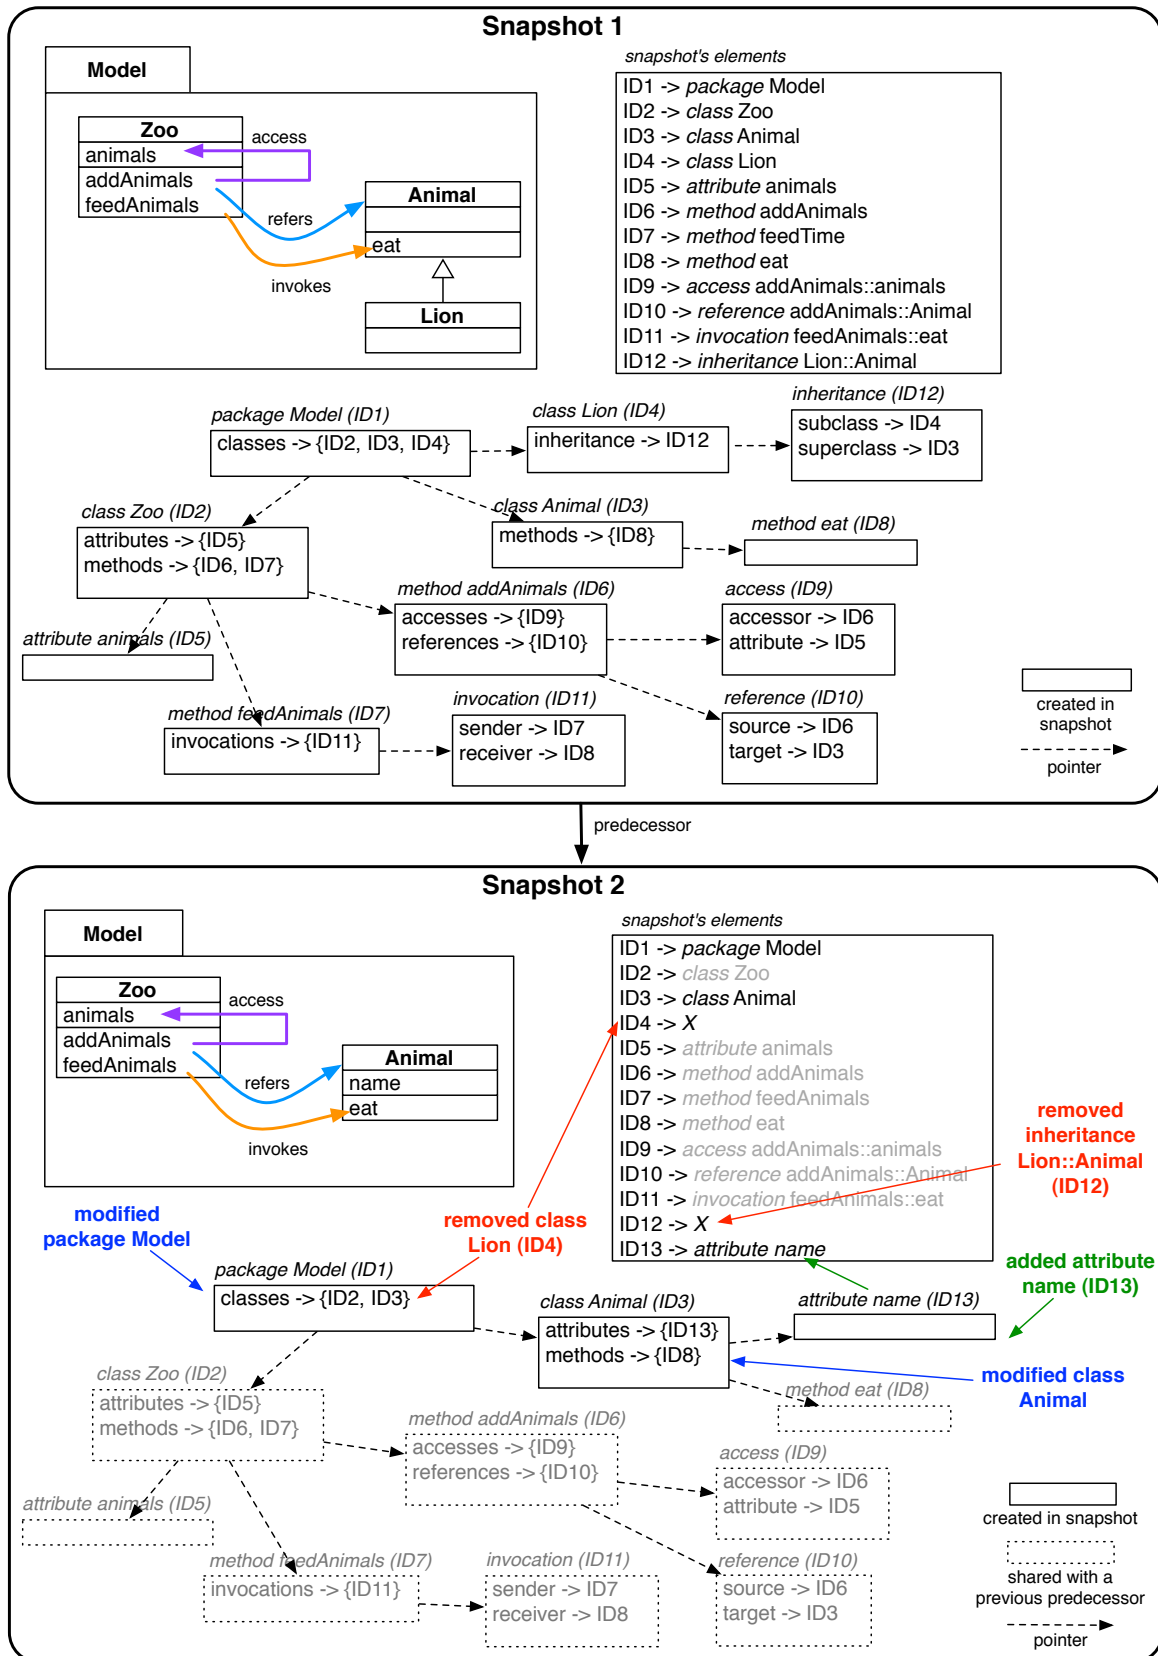 Snapshot 1
Model
Zoo
animals
addAnimals
feedAnimals
access
refers
invokes
Animal
eat
Lion
snapshot's elements
ID1 -> package Model
ID2 -> class Zoo
ID3 -> class Animal
ID4 -> class Lion
ID5 -> attribute animals
ID6 -> method addAnimals
ID7 -> method feedTime
ID8 -> method eat
ID9 -> access addAnimals::animals
ID10 -> reference addAnimals::Animal
ID11 -> invocation feedAnimals::eat
ID12 -> inheritance Lion::Animal
package Model (ID1)
classes -> {ID2, ID3, ID4}
class Lion (ID4)
inheritance -> ID12
inheritance (ID12)
subclass -> ID4
superclass -> ID3
class Zoo (ID2)
attributes -> {ID5}
methods -> {ID6, ID7}
class Animal (ID3)
methods -> {ID8}
method eat (ID8)
method addAnimals (ID6)
accesses -> {ID9}
references -> {ID10}
access (ID9)
accessor -> ID6
attribute -> ID5
attribute animals (ID5)
method feedAnimals (ID7)
invocations -> {ID11}
invocation (ID11)
sender -> ID7
receiver -> ID8
reference (ID10)
source -> ID6
target -> ID3
created in
snapshot
pointer
predecessor
Snapshot 2
Model
Zoo
animals
addAnimals
feedAnimals
access
refers
invokes
Animal
name
eat
snapshot's elements
ID1 -> package Model
ID2 -> class Zoo
ID3 -> class Animal
ID4 -> X
ID5 -> attribute animals
ID6 -> method addAnimals
ID7 -> method feedAnimals
ID8 -> method eat
ID9 -> access addAnimals::animals
ID10 -> reference addAnimals::Animal
ID11 -> invocation feedAnimals::eat
ID12 -> X
ID13 -> attribute name
removed
inheritance
Lion::Animal
(ID12)
modified
package Model
removed class
Lion (ID4)
added attribute
name (ID13)
package Model (ID1)
classes -> {ID2, ID3}
class Animal (ID3)
attributes -> {ID13}
methods -> {ID8}
attribute name (ID13)
modified class
Animal
class Zoo (ID2)
attributes -> {ID5}
methods -> {ID6, ID7}
method eat (ID8)
method addAnimals (ID6)
accesses -> {ID9}
references -> {ID10}
access (ID9)
accessor -> ID6
attribute -> ID5
attribute animals (ID5)
method feedAnimals (ID7)
invocations -> {ID11}
invocation (ID11)
sender -> ID7
receiver -> ID8
reference (ID10)
source -> ID6
target -> ID3
created in snapshot
shared with a
previous predecessor
pointer